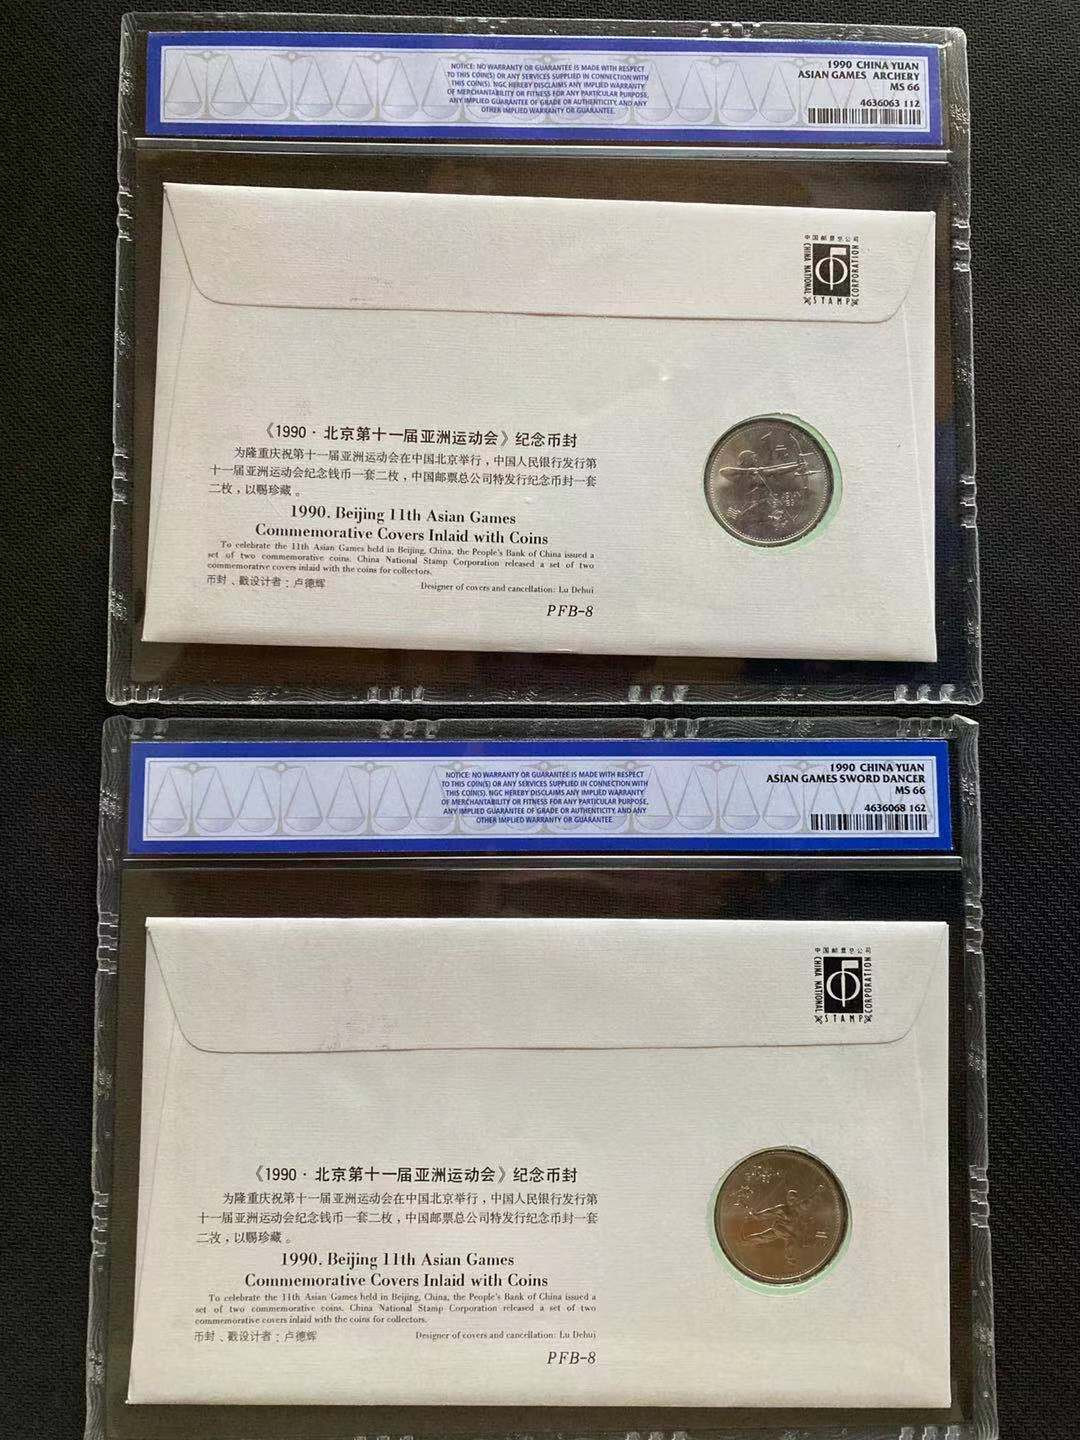 NOTICE: NO WARRANTY OR GUARANTEE IS MADE WITH RESPECT
TO THIS COIN(S) OR ANY SERVICES SUPPLIED IN CONNECTION WITH
THIS COIN(S). NGC HEREBY DISCLAIMS ANY IMPLIED WARRANTY
OF MERCHANTABILITY OR FITNESS FOR ANY PARTICULAR PURPOSE,
ANY IMPLIED GUARANTEE OF GRADE OR AUTHENTICITY, AND ANY
OTHER IMPLIED WARRANTY OR GUARANTEE.
1990 CHINA YUAN
ASIAN GAMES ARCHERY
MS 66
4636063 112
中国邮票总公司
CHINA NATIONAL
STAMP
CORPORATION
《1990·北京第十一届亚洲运动会》纪念币封
为隆重庆祝第十一届亚洲运动会在中国北京举行，中国人民银行发行第
十一届亚洲运动会纪念钱币一套二枚，中国邮票总公司特发行纪念币封一套
二枚，以赐珍藏。
1990. Beijing 11th Asian Games
Commemorative Covers Inlaid with Coins
To celebrate the 11th Asian Games held in Beijing, China, the People's Bank of China issued a
set of two commemorative coins. China National Stamp Corporation released a set of two
commemorative covers inlaid with the coins for collectors.
币封、戳设计者：卢德辉 Designer of covers and cancellation: Lu Dehui
PFB-8
NOTICE: NO WARRANTY OR GUARANTEE IS MADE WITH RESPECT
TO THIS COIN(S) OR ANY SERVICES SUPPLIED IN CONNECTION WITH
THIS COIN(S). NGC HEREBY DISCLAIMS ANY IMPLIED WARRANTY
OF MERCHANTABILITY OR FITNESS FOR ANY PARTICULAR PURPOSE,
ANY IMPLIED GUARANTEE OF GRADE OR AUTHENTICITY, AND ANY
OTHER IMPLIED WARRANTY OR GUARANTEE.
1990 CHINA YUAN
ASIAN GAMES SWORD DANCER
MS 66
4636068 162
中国邮票总公司
CHINA NATIONAL
STAMP
CORPORATION
《1990·北京第十一届亚洲运动会》纪念币封
为隆重庆祝第十一届亚洲运动会在中国北京举行，中国人民银行发行第
十一届亚洲运动会纪念钱币一套二枚，中国邮票总公司特发行纪念币封一套
二枚，以赐珍藏。
1990. Beijing 11th Asian Games
Commemorative Covers Inlaid with Coins
To celebrate the 11th Asian Games held in Beijing, China, the People's Bank of China issued a
set of two commemorative coins. China National Stamp Corporation released a set of two
commemorative covers inlaid with the coins for collectors.
币封、戳设计者：卢德辉 Designer of covers and cancellation: Lu Dehui
PFB-8